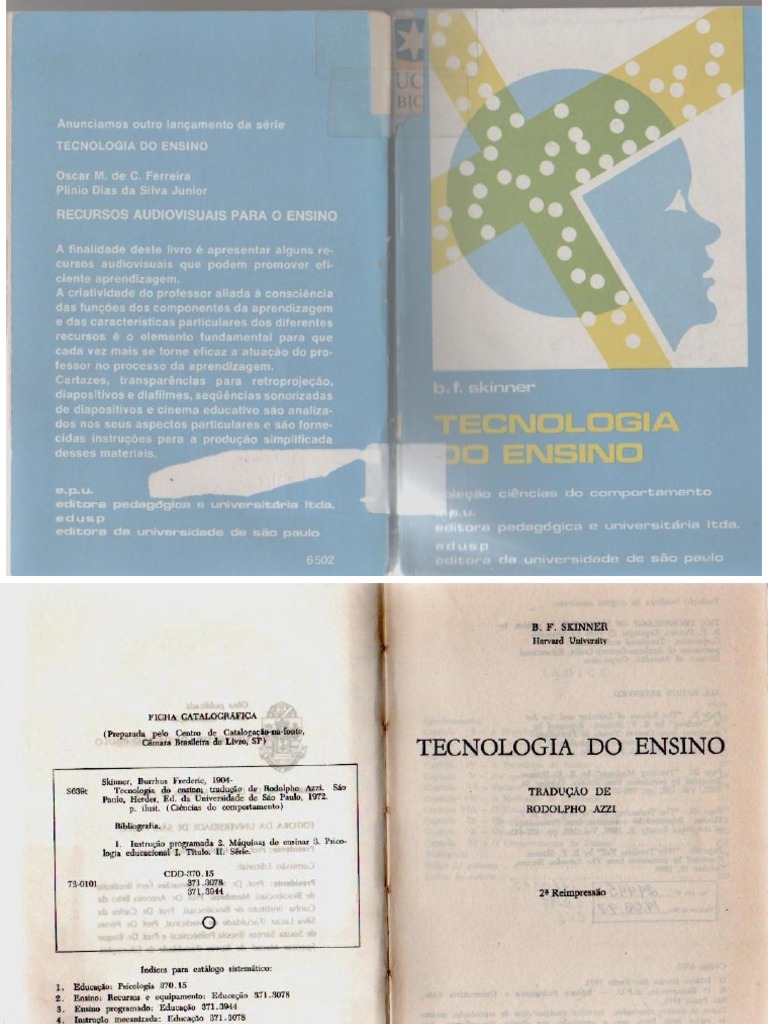 Anunciamos outro lançamento da série
TECNOLOGIA DO ENSINO
Oscar M. de C. Ferreira
Plínio Dias da Silva Junior
RECURSOS AUDIOVISUAIS PARA O ENSINO
A finalidade deste livro é apresentar alguns re-
cursos audiovisuais que podem promover efi-
ciente aprendizagem.
A criatividade do professor aliada à consciência
das funções dos componentes da aprendizagem
e das características particulares dos diferentes
recursos é o elemento fundamental para que
cada vez mais se torne eficaz a atuação do pro-
fessor no processo da aprendizagem.
Cartazes, transparências para retroprojeção,
diapositivos e diafilmes, seqüências sonorizadas
de diapositivos e cinema educativo são analiza-
dos nos seus aspectos particulares e são forne-
cidas instruções para a produção simplificada
desses materiais.
e.p.u.
editora pedagógica e universitária ltda.
edusp
editora da universidade de são paulo
6502
UC
BIC
b. f. skinner
TECNOLOGIA
DO ENSINO
coleção ciências do comportamento
e.p.u.
editora pedagógica e universitária ltda.
edusp
editora da universidade de são paulo
FICHA CATALOGRÁFICA
(Preparada pelo Centro de Catalogação-na-fonte,
Câmara Brasileira do Livro, SP)
Skinner, Burrhus Frederic, 1904-
S639t Tecnologia do ensino; tradução de Rodolpho Azzi. São
Paulo, Herder, Ed. da Universidade de São Paulo, 1972.
p. ilust. (Ciências do comportamento)
Bibliografia.
1. Instrução programada 2. Máquinas de ensinar 3. Psico-
logia educacional I. Título. II. Série.
CDD-370.15
73-0101 371.3078
371.3944
Índices para catálogo sistemático:
1. Educação: Psicologia 370.15
2. Ensino: Recursos e equipamento: Educação 371.3078
3. Ensino programado: Educação 371.3944
4. Instrução mecanizada: Educação 371.3078
B. F. SKINNER
Harvard University
TECNOLOGIA DO ENSINO
TRADUÇÃO DE
RODOLPHO AZZI
2ª Reimpressão